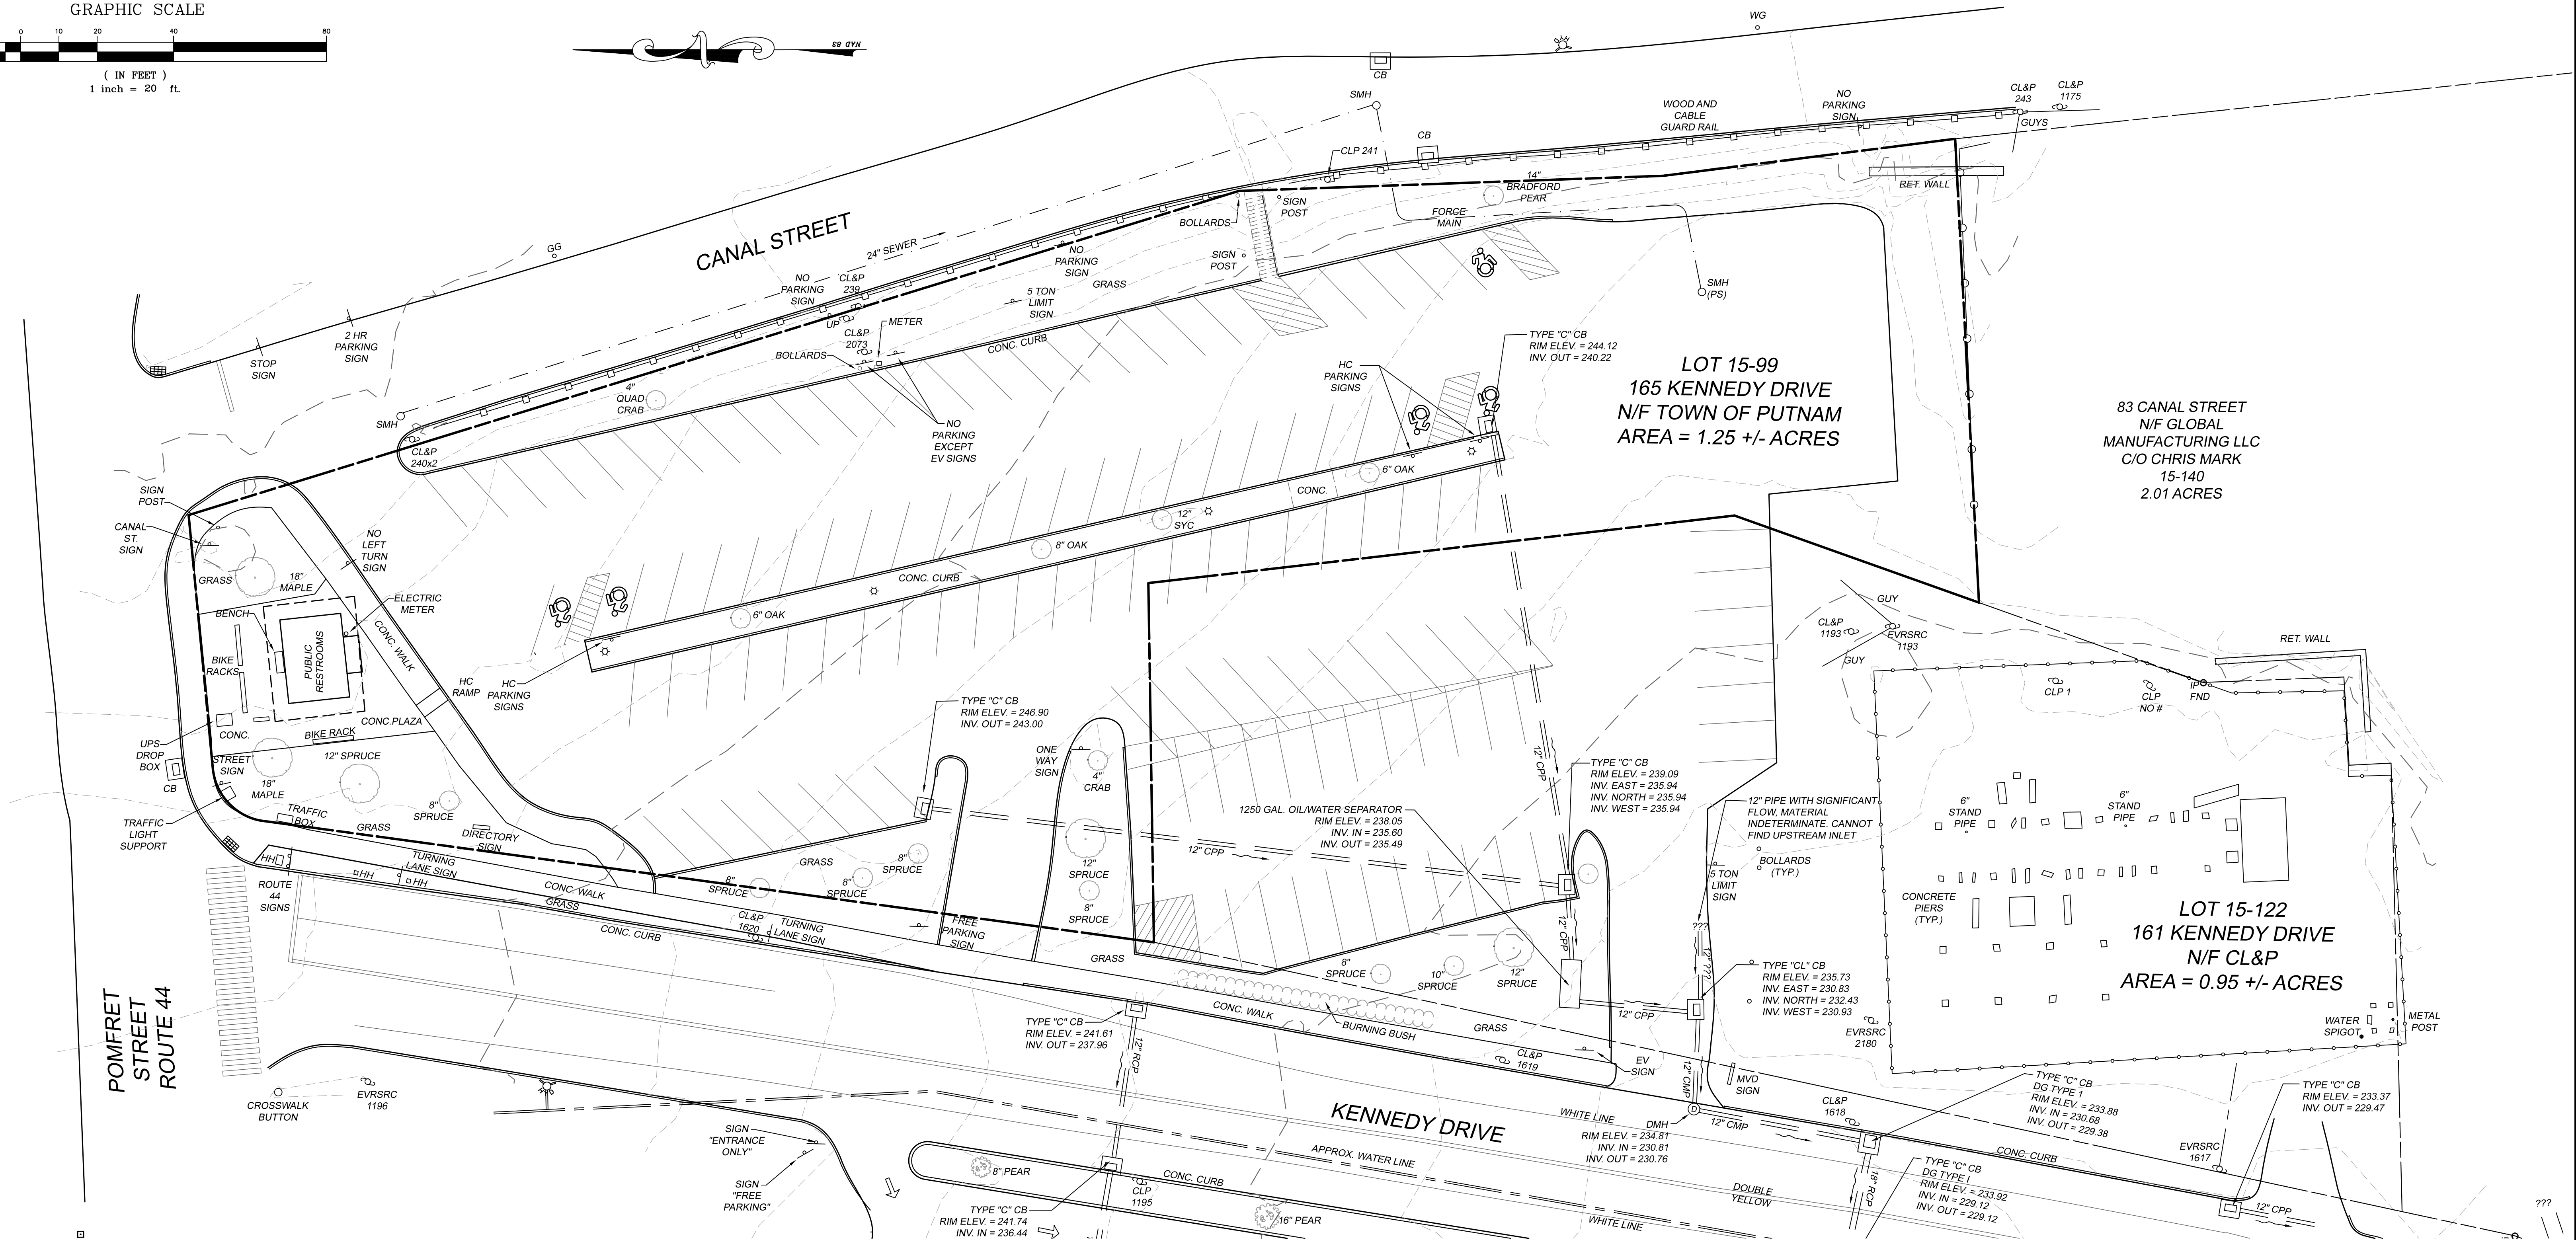 GRAPHIC SCALE
0 10 20 40 80
( IN FEET )
1 inch = 20 ft.
NAD 83
WG
CB
SMH
CB
CLP 241
WOOD AND
CABLE
GUARD RAIL
NO
PARKING
SIGN
CL&P
243
CL&P
1175
GUYS
RET. WALL
14"
BRADFORD
PEAR
FORCE
MAIN
SIGN
POST
BOLLARDS
SIGN
POST
SMH
(PS)
CANAL STREET
24" SEWER
GG
NO
PARKING
SIGN
CL&P
239
NO
PARKING
SIGN
GRASS
5 TON
LIMIT
SIGN
UP
CL&P
2073
METER
BOLLARDS
CONC. CURB
STOP
SIGN
2 HR
PARKING
SIGN
4"
QUAD
CRAB
SMH
CL&P
240x2
NO
PARKING
EXCEPT
EV SIGNS
HC
PARKING
SIGNS
TYPE "C" CB
RIM ELEV. = 244.12
INV. OUT = 240.22
LOT 15-99
165 KENNEDY DRIVE
N/F TOWN OF PUTNAM
AREA = 1.25 +/- ACRES
83 CANAL STREET
N/F GLOBAL
MANUFACTURING LLC
C/O CHRIS MARK
15-140
2.01 ACRES
6" OAK
CONC.
12"
SYC
8" OAK
CONC. CURB
6" OAK
SIGN
POST
CANAL
ST.
SIGN
NO
LEFT
TURN
SIGN
GRASS
18"
MAPLE
BENCH
ELECTRIC
METER
PUBLIC
RESTROOMS
CONC. WALK
BIKE
RACKS
HC
RAMP
HC
PARKING
SIGNS
CONC.PLAZA
CONC.
BIKE RACK
UPS
DROP
BOX
STREET
SIGN
12" SPRUCE
18"
MAPLE
CB
8"
SPRUCE
TRAFFIC
BOX
TRAFFIC
LIGHT
SUPPORT
GRASS
DIRECTORY
SIGN
TYPE "C" CB
RIM ELEV. = 246.90
INV. OUT = 243.00
ONE
WAY
SIGN
4"
CRAB
12" CPP
12" CPP
1250 GAL. OIL/WATER SEPARATOR
RIM ELEV. = 238.05
INV. IN = 235.60
INV. OUT = 235.49
TYPE "C" CB
RIM ELEV. = 239.09
INV. EAST = 235.94
INV. NORTH = 235.94
INV. WEST = 235.94
12" PIPE WITH SIGNIFICANT
FLOW, MATERIAL
INDETERMINATE. CANNOT
FIND UPSTREAM INLET
BOLLARDS
(TYP.)
5 TON
LIMIT
SIGN
GUY
CL&P
1193
EVRSRC
1193
GUY
RET. WALL
CLP 1
CLP
NO #
IP
FND
6"
STAND
PIPE
6"
STAND
PIPE
CONCRETE
PIERS
(TYP.)
LOT 15-122
161 KENNEDY DRIVE
N/F CL&P
AREA = 0.95 +/- ACRES
WATER
SPIGOT
METAL
POST
GRASS
8"
SPRUCE
8"
SPRUCE
8"
SPRUCE
12"
SPRUCE
8"
SPRUCE
HH
HH
HH
ROUTE
44
SIGNS
TURNING
LANE SIGN
CONC. WALK
GRASS
CONC. CURB
CL&P
1620
TURNING
LANE SIGN
FREE
PARKING
SIGN
GRASS
8"
SPRUCE
10"
SPRUCE
12"
SPRUCE
12" CPP
12" CPP
???
12" ???
TYPE "CL" CB
RIM ELEV. = 235.73
INV. EAST = 230.83
INV. NORTH = 232.43
INV. WEST = 230.93
EVRSRC
2180
POMFRET
STREET
ROUTE 44
TYPE "C" CB
RIM ELEV. = 241.61
INV. OUT = 237.96
12" RCP
CONC. WALK
BURNING BUSH
GRASS
CL&P
1619
EV
SIGN
12" CMP
MVD
SIGN
CL&P
1618
12" CMP
TYPE "C" CB
DG TYPE 1
RIM ELEV. = 233.88
INV. IN = 230.68
INV. OUT = 229.38
TYPE "C" CB
RIM ELEV. = 233.37
INV. OUT = 229.47
CROSSWALK
BUTTON
EVRSRC
1196
SIGN
"ENTRANCE
ONLY"
SIGN
"FREE
PARKING"
KENNEDY DRIVE
WHITE LINE
DMH
RIM ELEV. = 234.81
INV. IN = 230.81
INV. OUT = 230.76
APPROX. WATER LINE
8" PEAR
CONC. CURB
CLP
1195
TYPE "C" CB
RIM ELEV. = 241.74
INV. IN = 236.44
16" PEAR
DOUBLE
YELLOW
WHITE LINE
18" RCP
TYPE "C" CB
DG TYPE I
RIM ELEV. = 233.92
INV. IN = 229.12
INV. OUT = 229.12
CONC. CURB
EVRSRC
1617
12" CPP
???